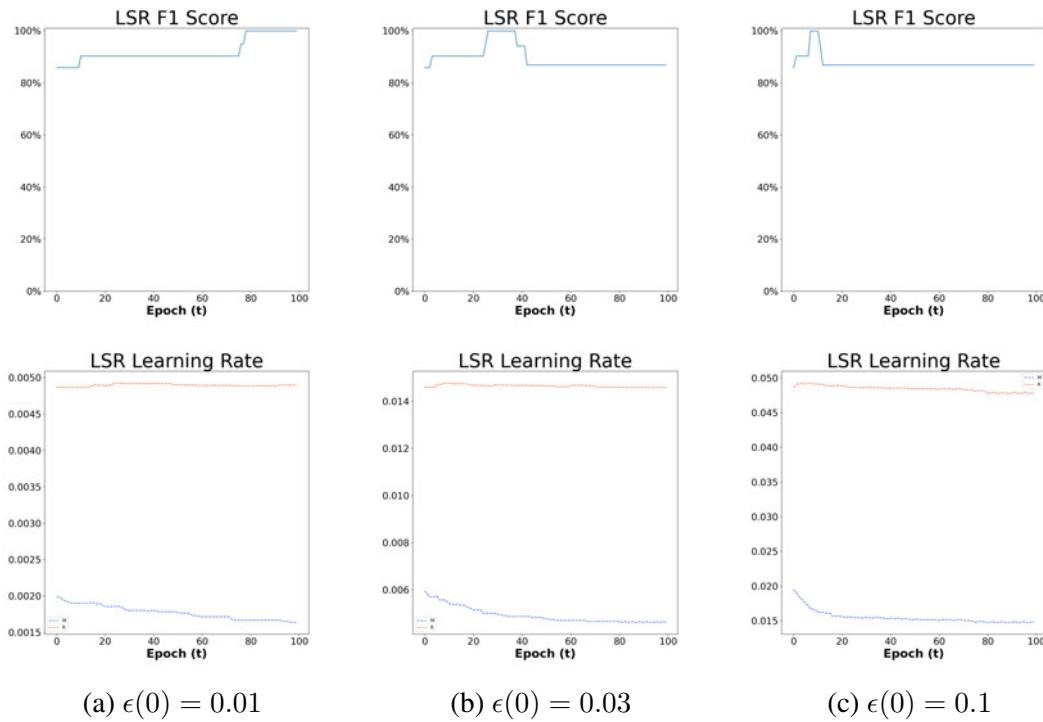 LSR F1 Score LSR F1 Score LSR F1 Score
100% 100% 100%
80% 80% 80%
60% 60% 60%
40% 40% 40%
20% 20% 20%
0% 0% 0%
0 20 40 60 80 100 0 20 40 60 80 100 0 20 40 60 80 100
Epoch (t) Epoch (t) Epoch (t)
LSR Learning Rate LSR Learning Rate LSR Learning Rate
0.0050
0.0045
0.0040
0.0035
0.0030
0.0025
0.0020
0.0015
M
R
0 20 40 60 80 100
Epoch (t)
0.014
0.012
0.010
0.008
0.006
M
R
0 20 40 60 80 100
Epoch (t)
0.050
0.045
0.040
0.035
0.030
0.025
0.020
0.015
M
R
0 20 40 60 80 100
Epoch (t)
(a) ϵ(0) = 0.01 (b) ϵ(0) = 0.03 (c) ϵ(0) = 0.1